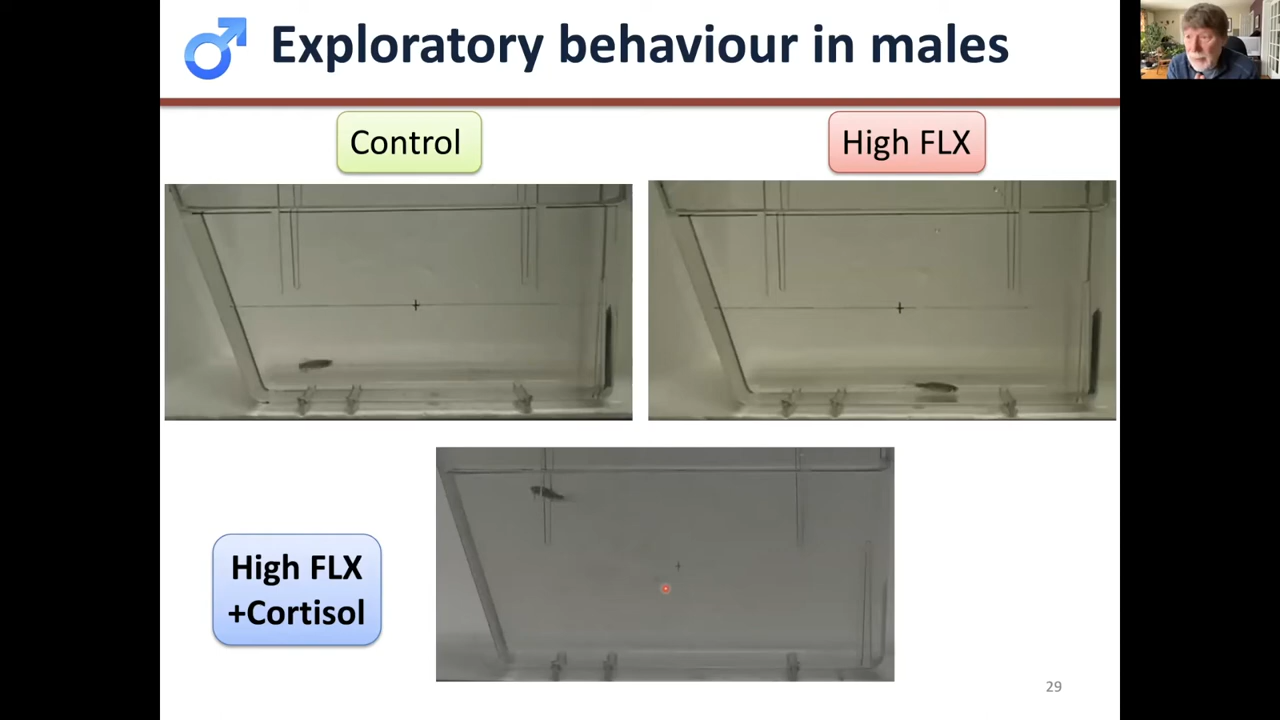 Exploratory behaviour in males
Control
High FLX
High FLX
+Cortisol
29